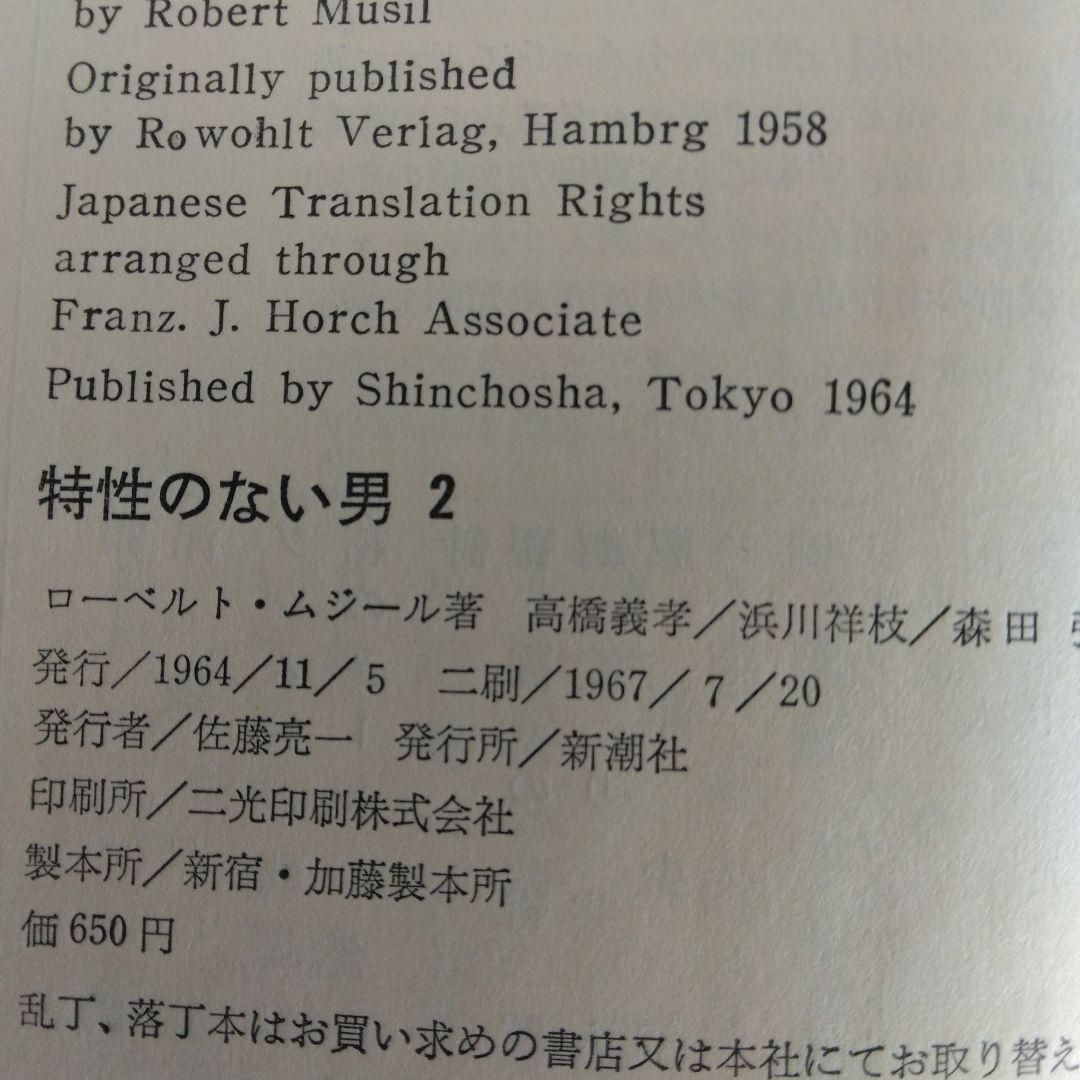 by Robert Musil
Originally published
by Rowohlt Verlag, Hambrg 1958
Japanese Translation Rights
arranged through
Franz. J. Horch Associate
Published by Shinchosha, Tokyo 1964
特性のない男 2
ローベルト・ムジール著 高橋義孝／浜川祥枝／森田
発行／1964／11／5 二刷／1967／7／20
発行者／佐藤亮一 発行所／新潮社
印刷所／二光印刷株式会社
製本所／新宿・加藤製本所
価650円
乱丁、落丁本はお買い求めの書店又は本社にてお取り替え